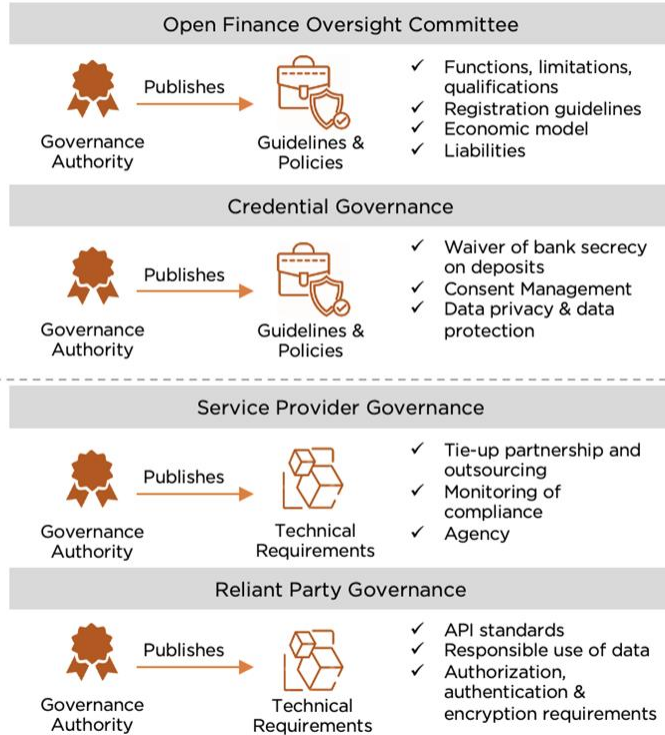 Open Finance Oversight Committee
Publishes
Governance
Authority
Guidelines &
Policies
✓ Functions, limitations,
qualifications
✓ Registration guidelines
✓ Economic model
✓ Liabilities
Credential Governance
Publishes
Governance
Authority
Guidelines &
Policies
✓ Waiver of bank secrecy
on deposits
✓ Consent Management
✓ Data privacy & data
protection
Service Provider Governance
Publishes
Governance
Authority
Technical
Requirements
✓ Tie-up partnership and
outsourcing
✓ Monitoring of
compliance
✓ Agency
Reliant Party Governance
Publishes
Governance
Authority
Technical
Requirements
✓ API standards
✓ Responsible use of data
✓ Authorization,
authentication &
encryption requirements